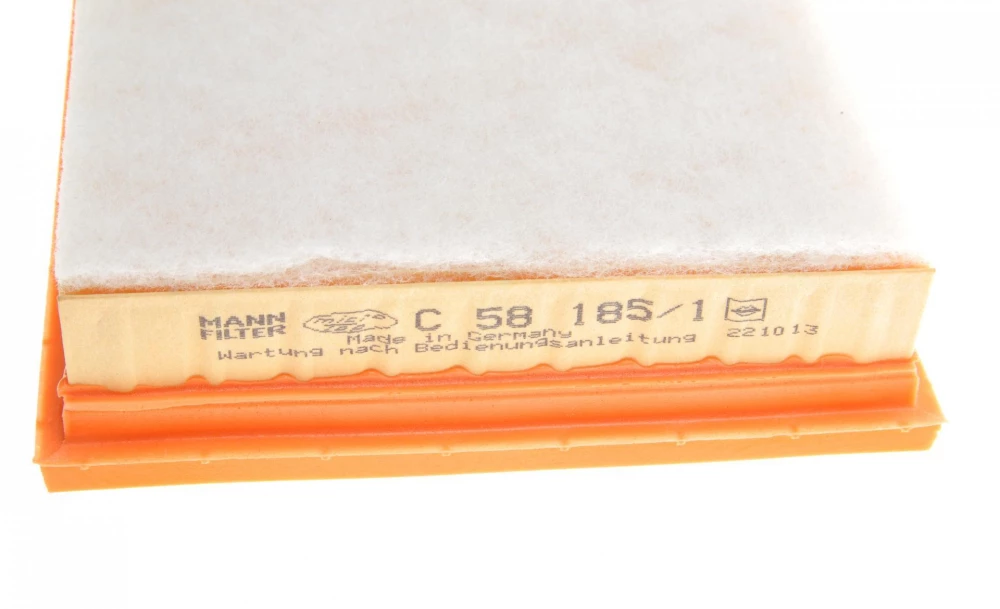 MANN
FILTER
C 58 185/1
Made in Germany
221013
Wartung nach Bedienungsanleitung